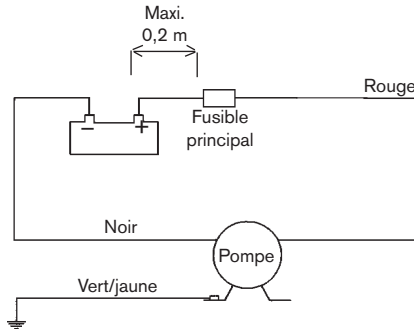 Maxi.
0,2 m
Rouge
− +
Fusible
principal
Noir
Pompe
Vert/jaune